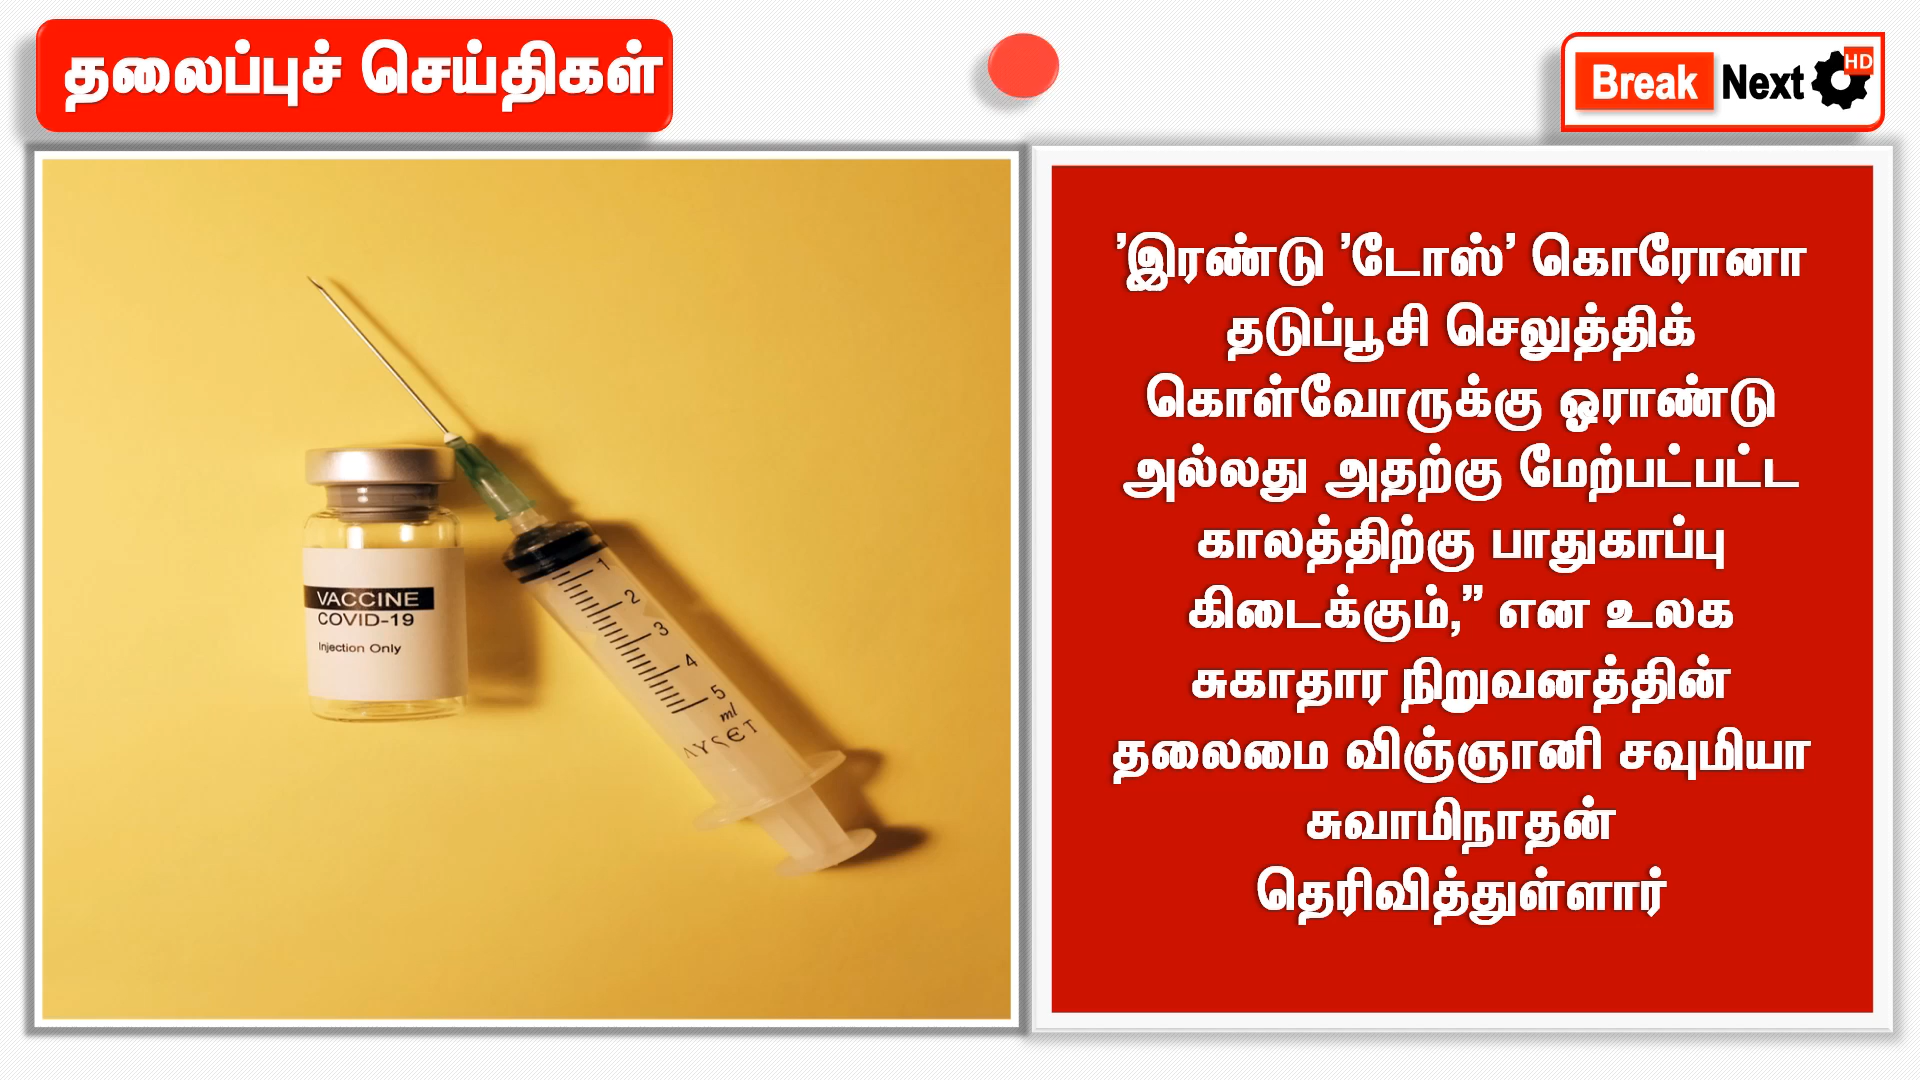 தலைப்புச் செய்திகள்
Break Next HD
VACCINE
COVID-19
Injection Only
1
2
3
4
5
ml
'இரண்டு 'டோஸ்' கொரோனா
தடுப்பூசி செலுத்திக்
கொள்வோருக்கு ஓராண்டு
அல்லது அதற்கு மேற்பட்பட்ட
காலத்திற்கு பாதுகாப்பு
கிடைக்கும்,” என உலக
சுகாதார நிறுவனத்தின்
தலைமை விஞ்ஞானி சவுமியா
சுவாமிநாதன்
தெரிவித்துள்ளார்